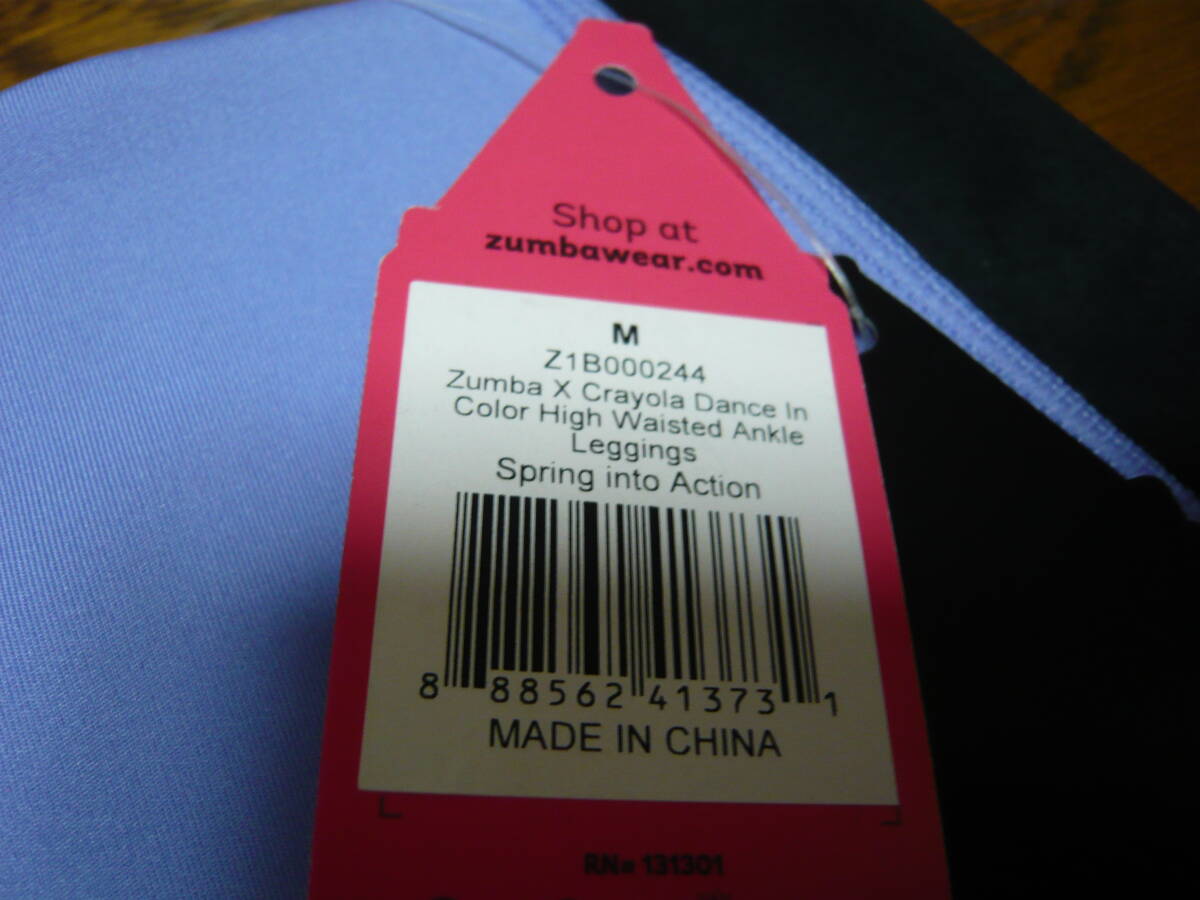 Shop at
zumbawear.com
M
Z1B000244
Zumba X Crayola Dance In
Color High Waisted Ankle
Leggings
Spring into Action
8 88562 41373 1
MADE IN CHINA
RN# 131301